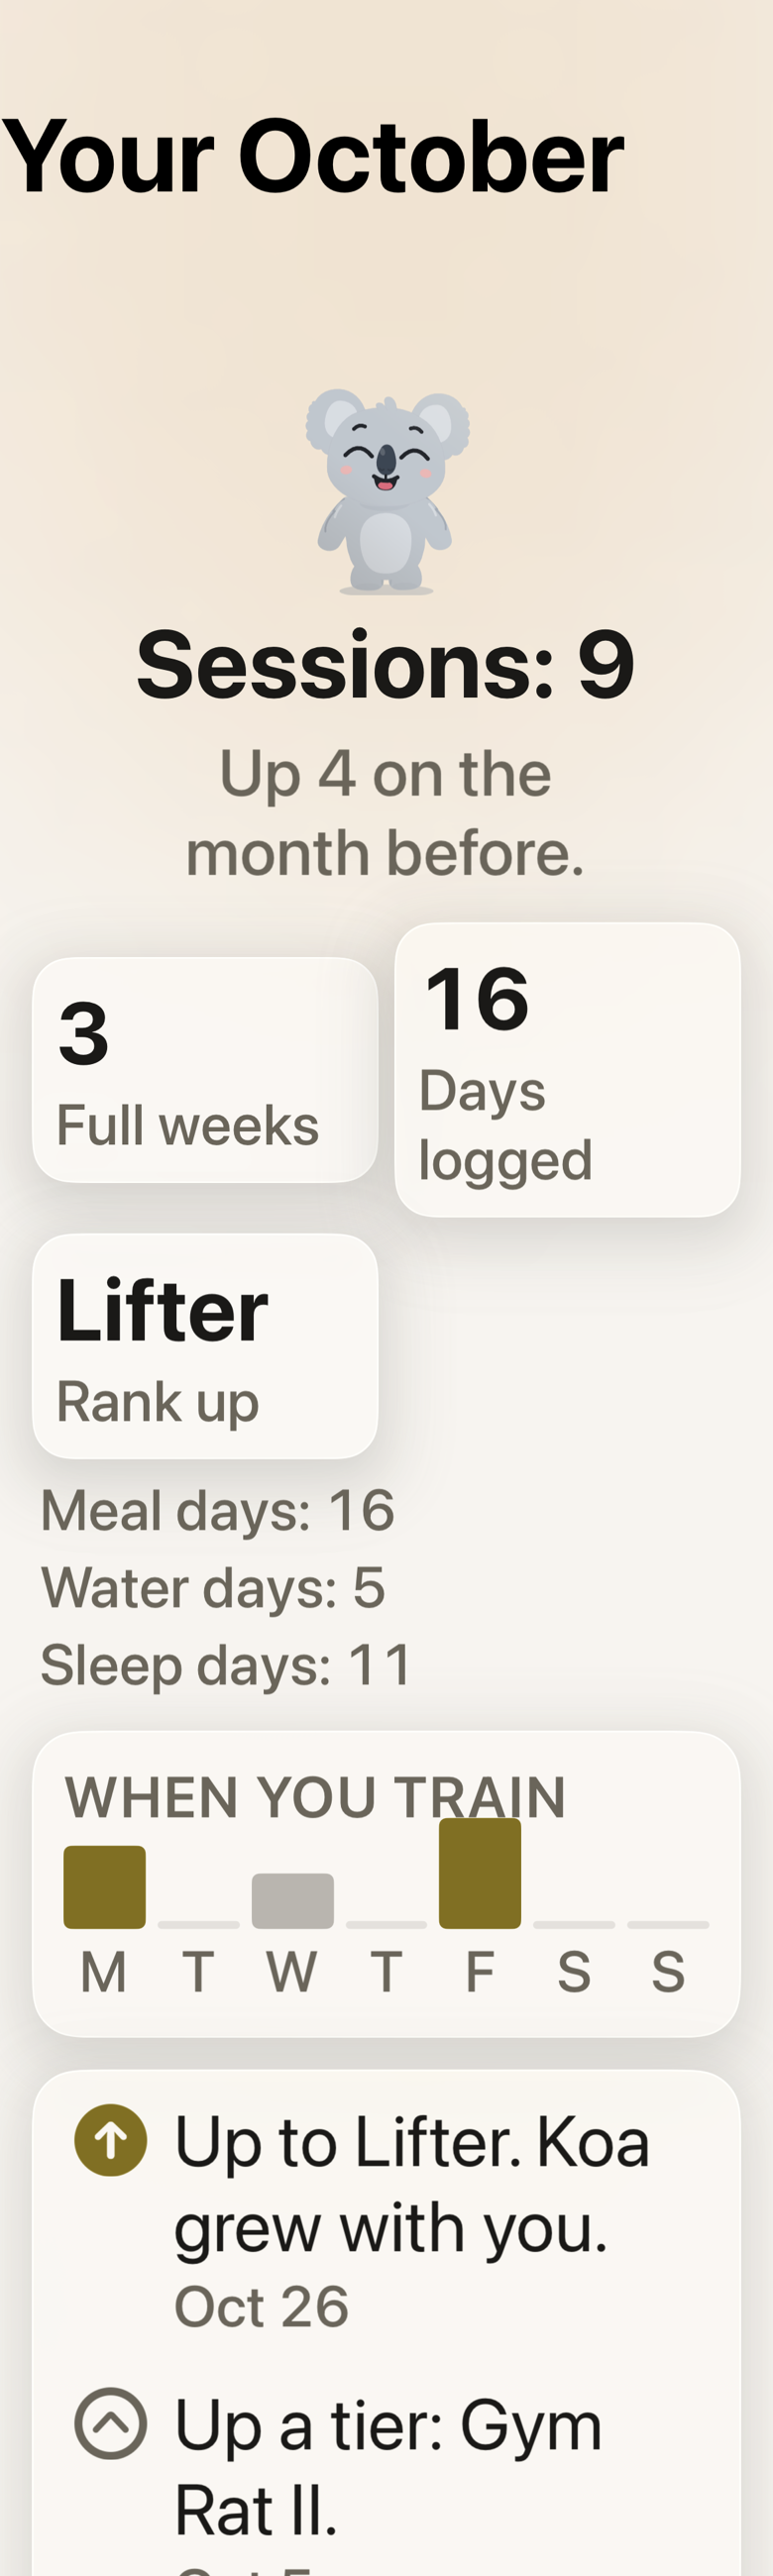 Your October
Sessions: 9
Up 4 on the
month before.
3
Full weeks
16
Days
logged
Lifter
Rank up
Meal days: 16
Water days: 5
Sleep days: 11
WHEN YOU TRAIN
M T W T F S S
Up to Lifter. Koa
grew with you.
Oct 26
Up a tier: Gym
Rat II.